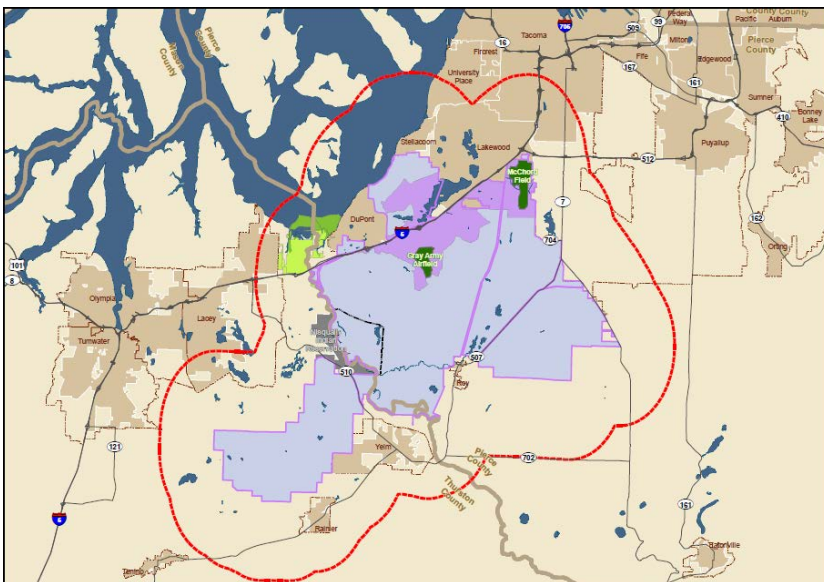 Federal
Way
County County
Pacific
Auburn
99
509
Tacoma
705
Milton
Pierce
County
Edgewood
16
Fircrest
Fife
167
161
University
Place
Sumner
Bonney
Lake
410
Pierce
County
Mason
County
Steilacoom
Lakewood
512
Puyallup
McChord
Field
7
DuPont
5
704
162
Orting
Gray Army
Airfield
101
8
Olympia
Lacey
Tumwater
Nisqually
Indian
Reservation
510
507
Roy
121
Yelm
Pierce
County
702
Thurston
County
161
5
Rainier
Tenino
Eatonville